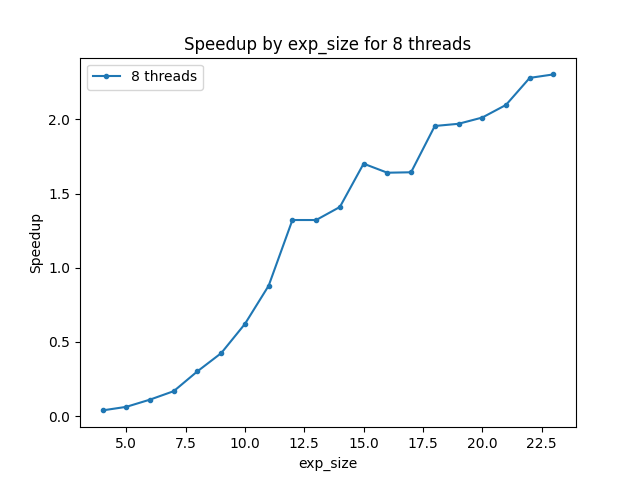 Speedup by exp_size for 8 threads
8 threads
2.0
1.5
1.0
0.5
0.0
Speedup
5.0 7.5 10.0 12.5 15.0 17.5 20.0 22.5
exp_size